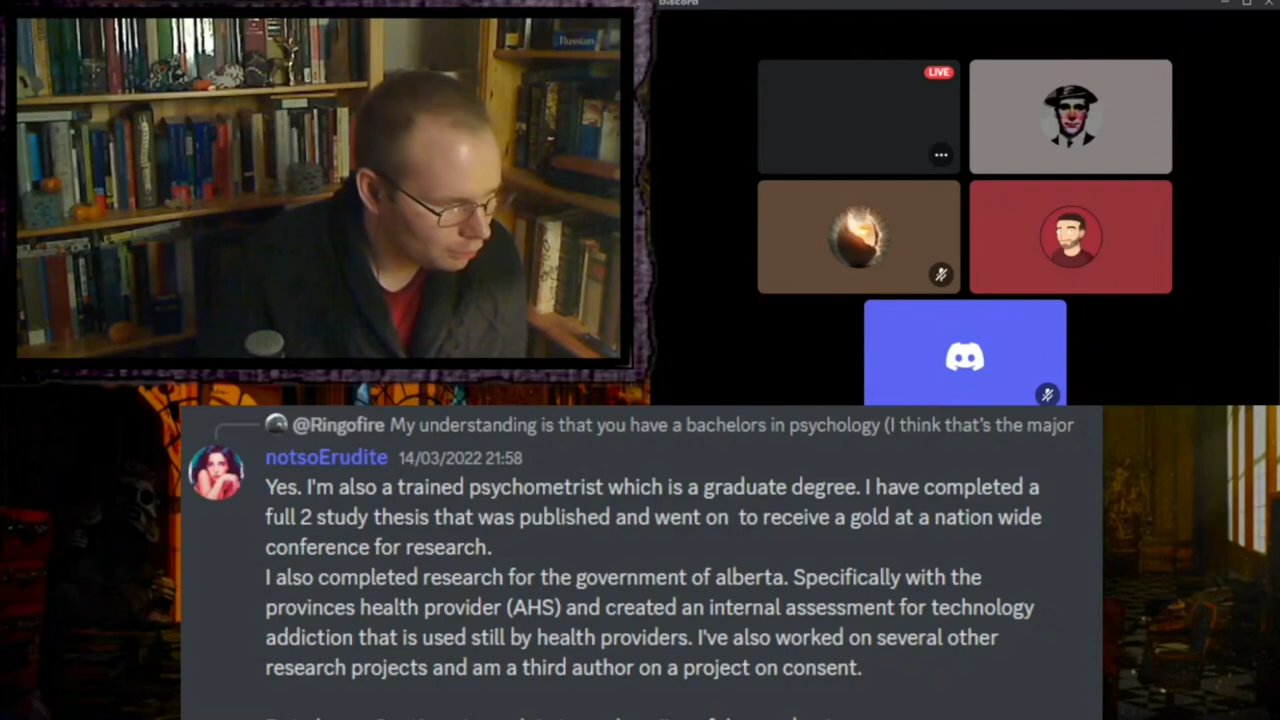 Russian
Discord
LIVE
@Ringofire My understanding is that you have a bachelors in psychology (I think that's the major
notsoErudite 14/03/2022 21:58
Yes. I'm also a trained psychometrist which is a graduate degree. I have completed a
full 2 study thesis that was published and went on to receive a gold at a nation wide
conference for research.
I also completed research for the government of alberta. Specifically with the
provinces health provider (AHS) and created an internal assessment for technology
addiction that is used still by health providers. I've also worked on several other
research projects and am a third author on a project on consent.